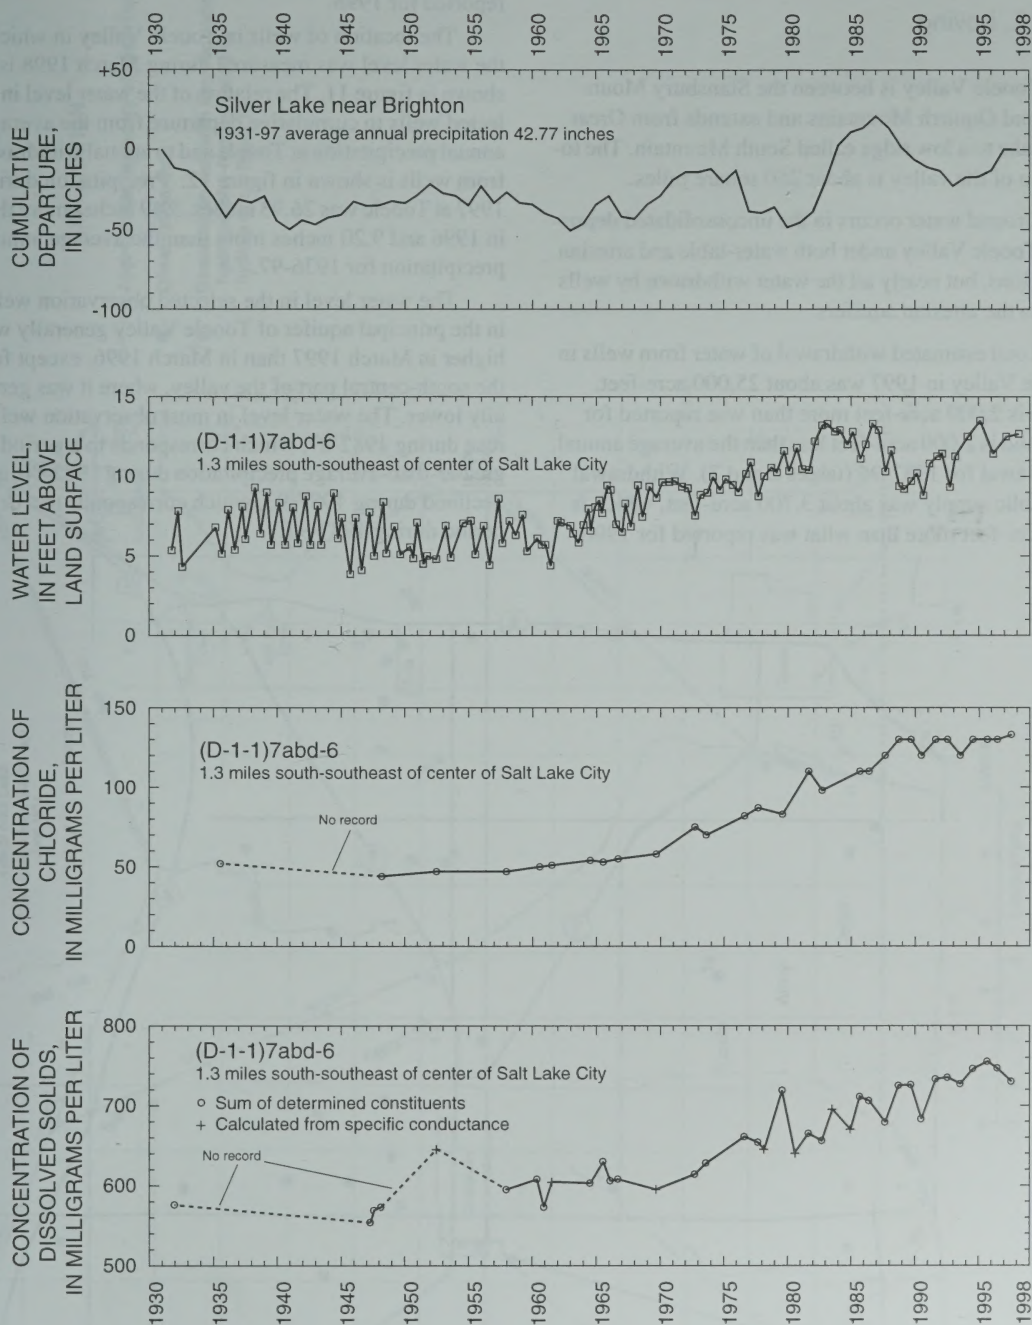 1930 1935 1940 1945 1950 1955 1960 1965 1970 1975 1980 1985 1990 1995 1998
CUMULATIVE
DEPARTURE,
IN INCHES
+50
0
-50
-100
Silver Lake near Brighton
1931-97 average annual precipitation 42.77 inches
WATER LEVEL,
IN FEET ABOVE
LAND SURFACE
15
10
5
0
(D-1-1)7abd-6
1.3 miles south-southeast of center of Salt Lake City
CONCENTRATION OF
CHLORIDE,
IN MILLIGRAMS PER LITER
150
100
50
0
(D-1-1)7abd-6
1.3 miles south-southeast of center of Salt Lake City
No record
CONCENTRATION OF
DISSOLVED SOLIDS,
IN MILLIGRAMS PER LITER
800
700
600
500
(D-1-1)7abd-6
1.3 miles south-southeast of center of Salt Lake City
Sum of determined constituents
+ Calculated from specific conductance
No record
1930 1935 1940 1945 1950 1955 1960 1965 1970 1975 1980 1985 1990 1995 1998